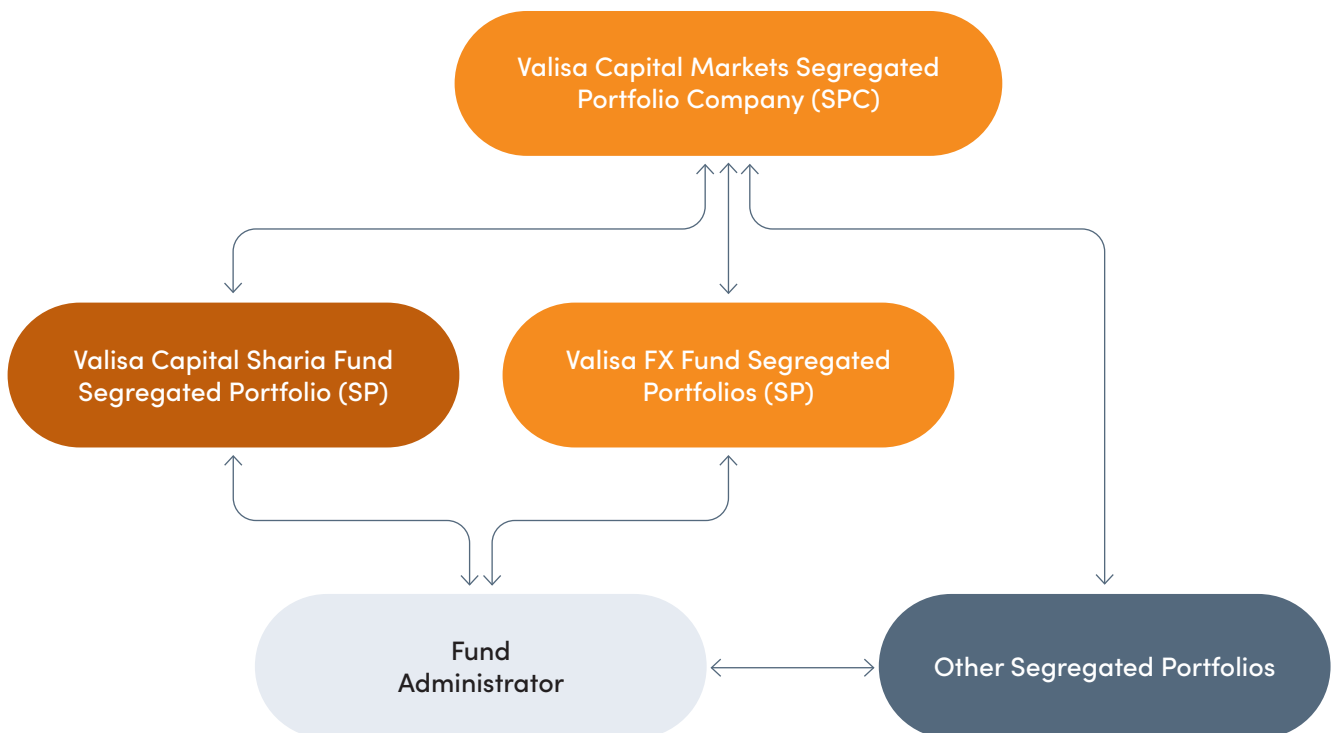 Valisa Capital Markets Segregated
Portfolio Company (SPC)
Valisa Capital Sharia Fund
Segregated Portfolio (SP)
Valisa FX Fund Segregated
Portfolios (SP)
Fund
Administrator
Other Segregated Portfolios